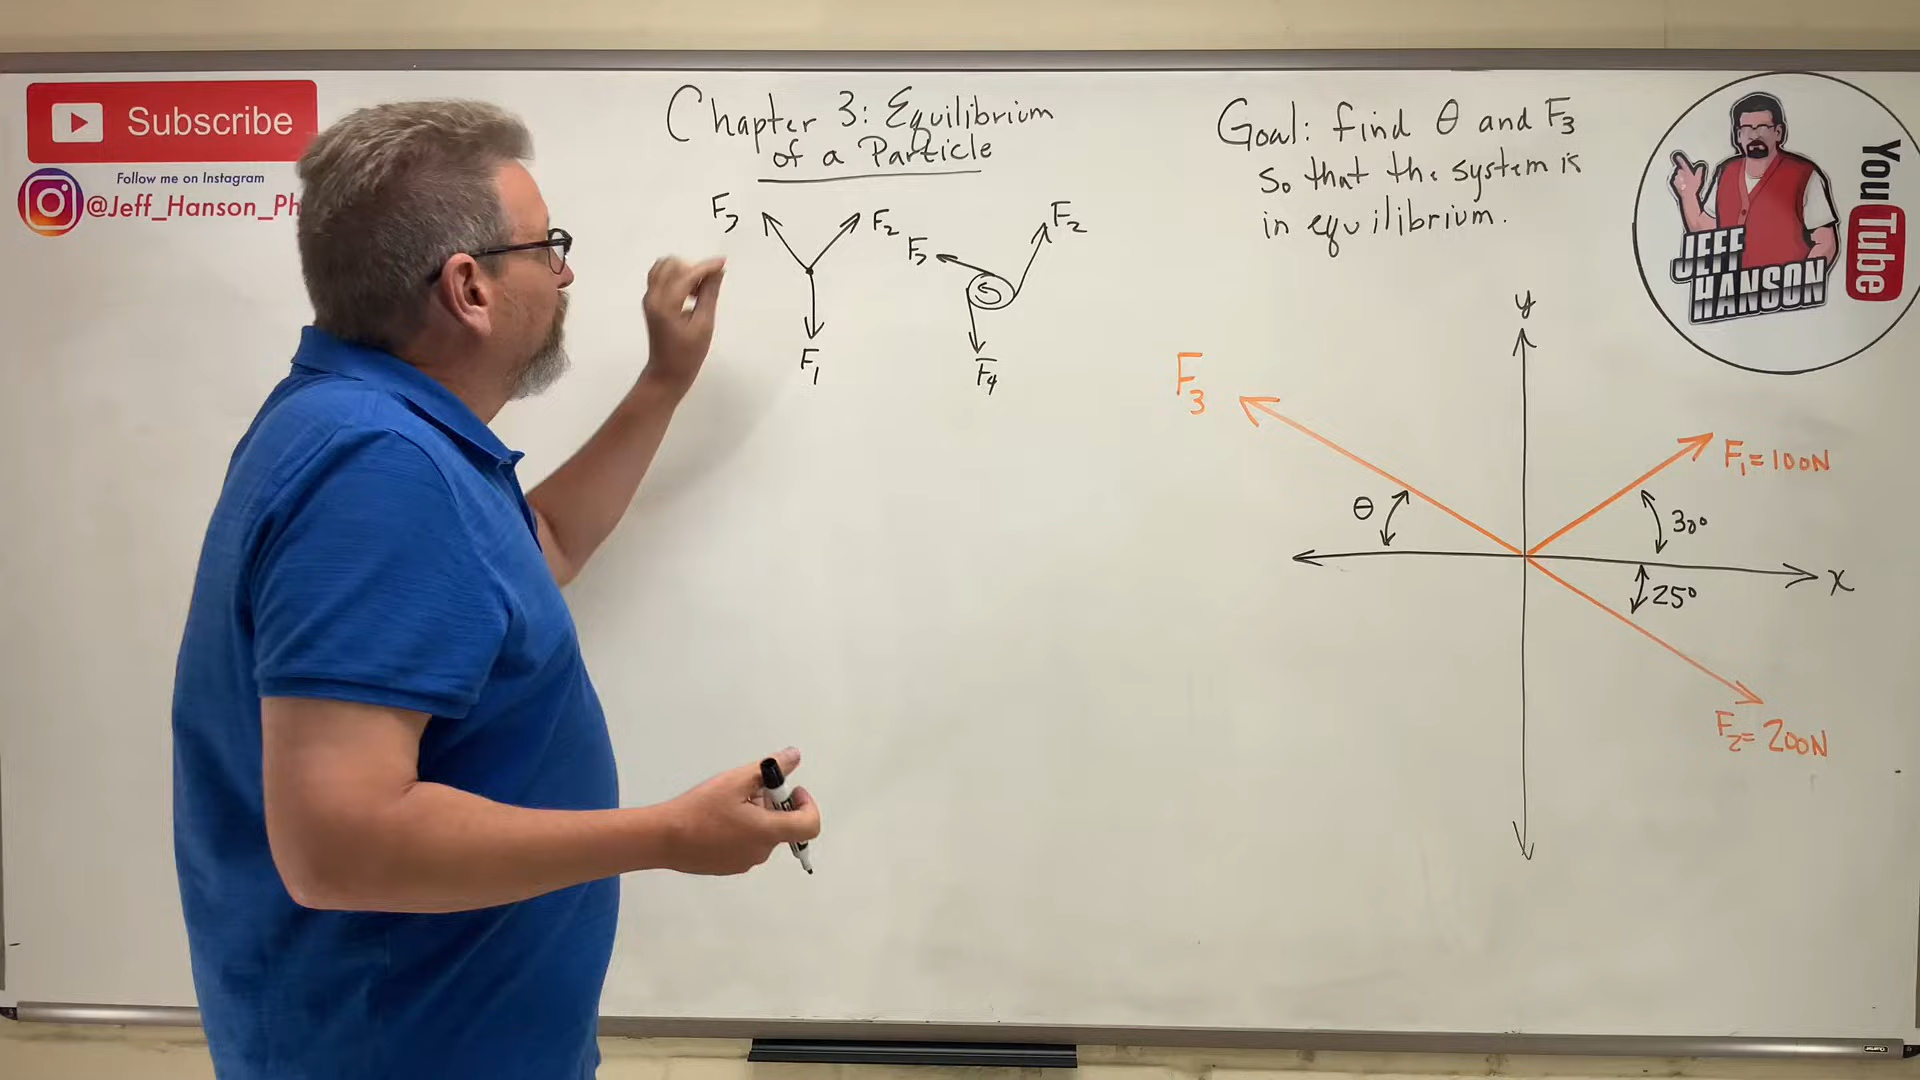 Subscribe
Follow me on Instagram
@Jeff_Hanson_Ph
Chapter 3: Equilibrium
of a Particle
F3
F2
F1
F3
F2
F4
Goal: find θ and F3
so that the system is
in equilibrium.
YouTube
JEFF
HANSON
y
F3
F1=100N
θ
30°
x
25°
F2=200N